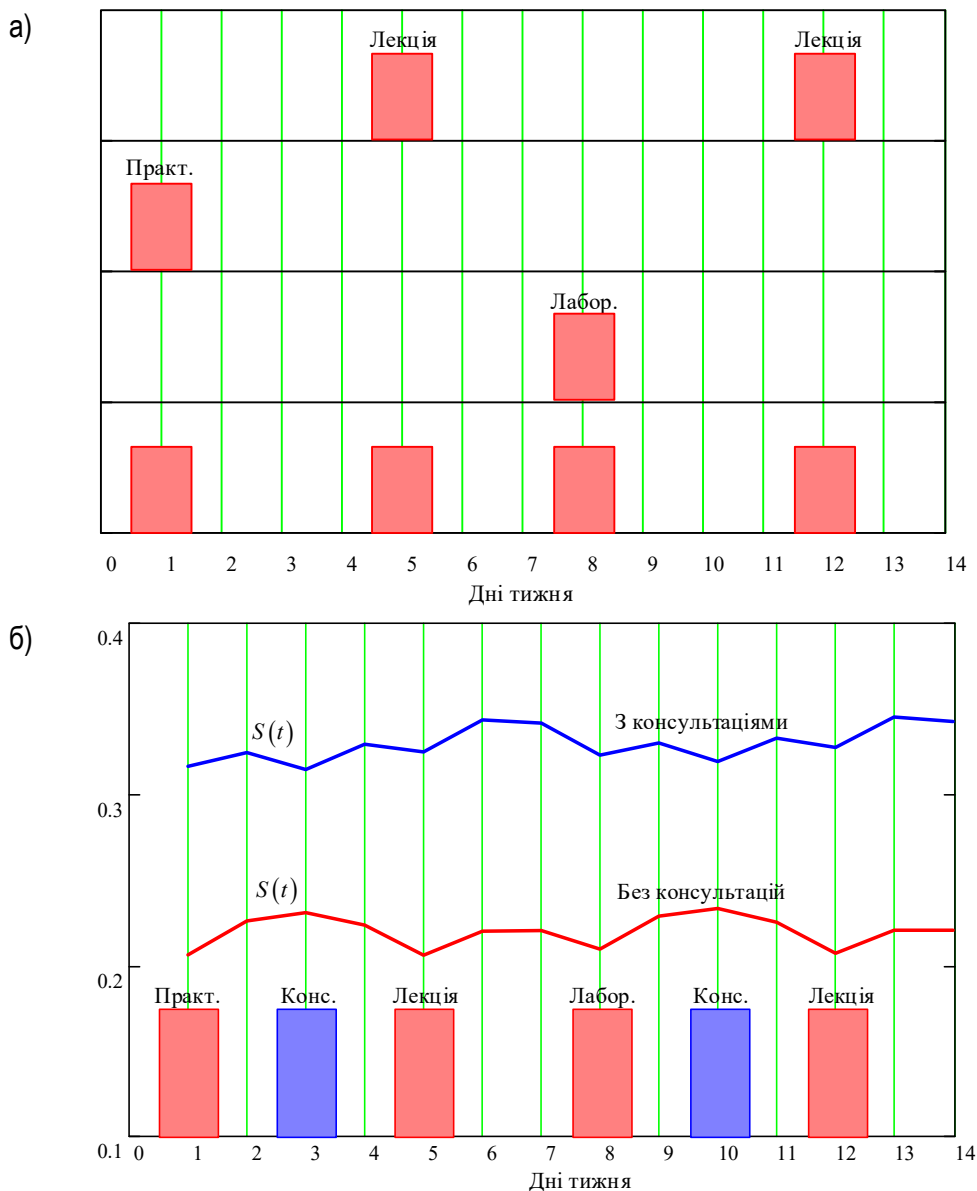 а)
Лекція Лекція
Практ.
Лабор.
0 1 2 3 4 5 6 7 8 9 10 11 12 13 14
Дні тижня
б)
0.4
S(t) З консультаціями
0.3
S(t) Без консультацій
0.2
Практ. Конс. Лекція Лабор. Конс. Лекція
0.1 0 1 2 3 4 5 6 7 8 9 10 11 12 13 14
Дні тижня